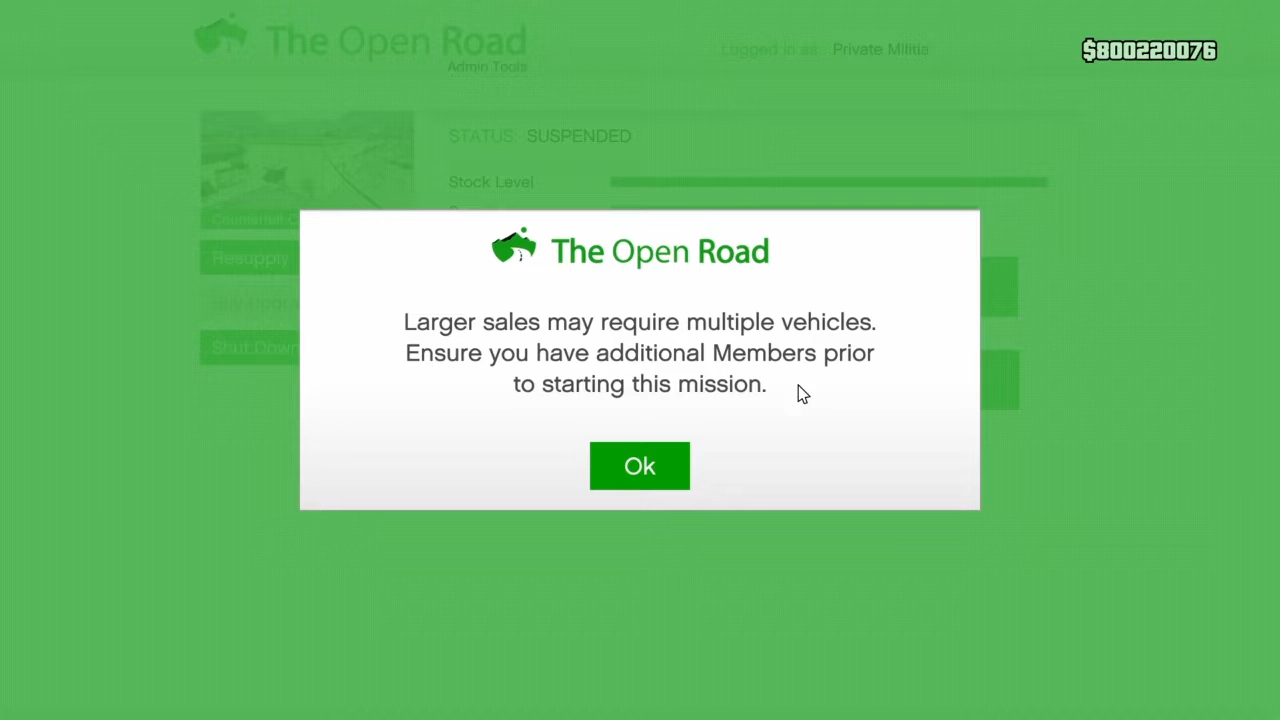 The Open Road
Admin Tools
Logged in as: Private Militia
$800220076
STATUS: SUSPENDED
Stock Level
Counterfeit C
Resupply
Shut Down
The Open Road
Larger sales may require multiple vehicles.
Ensure you have additional Members prior
to starting this mission.
Ok